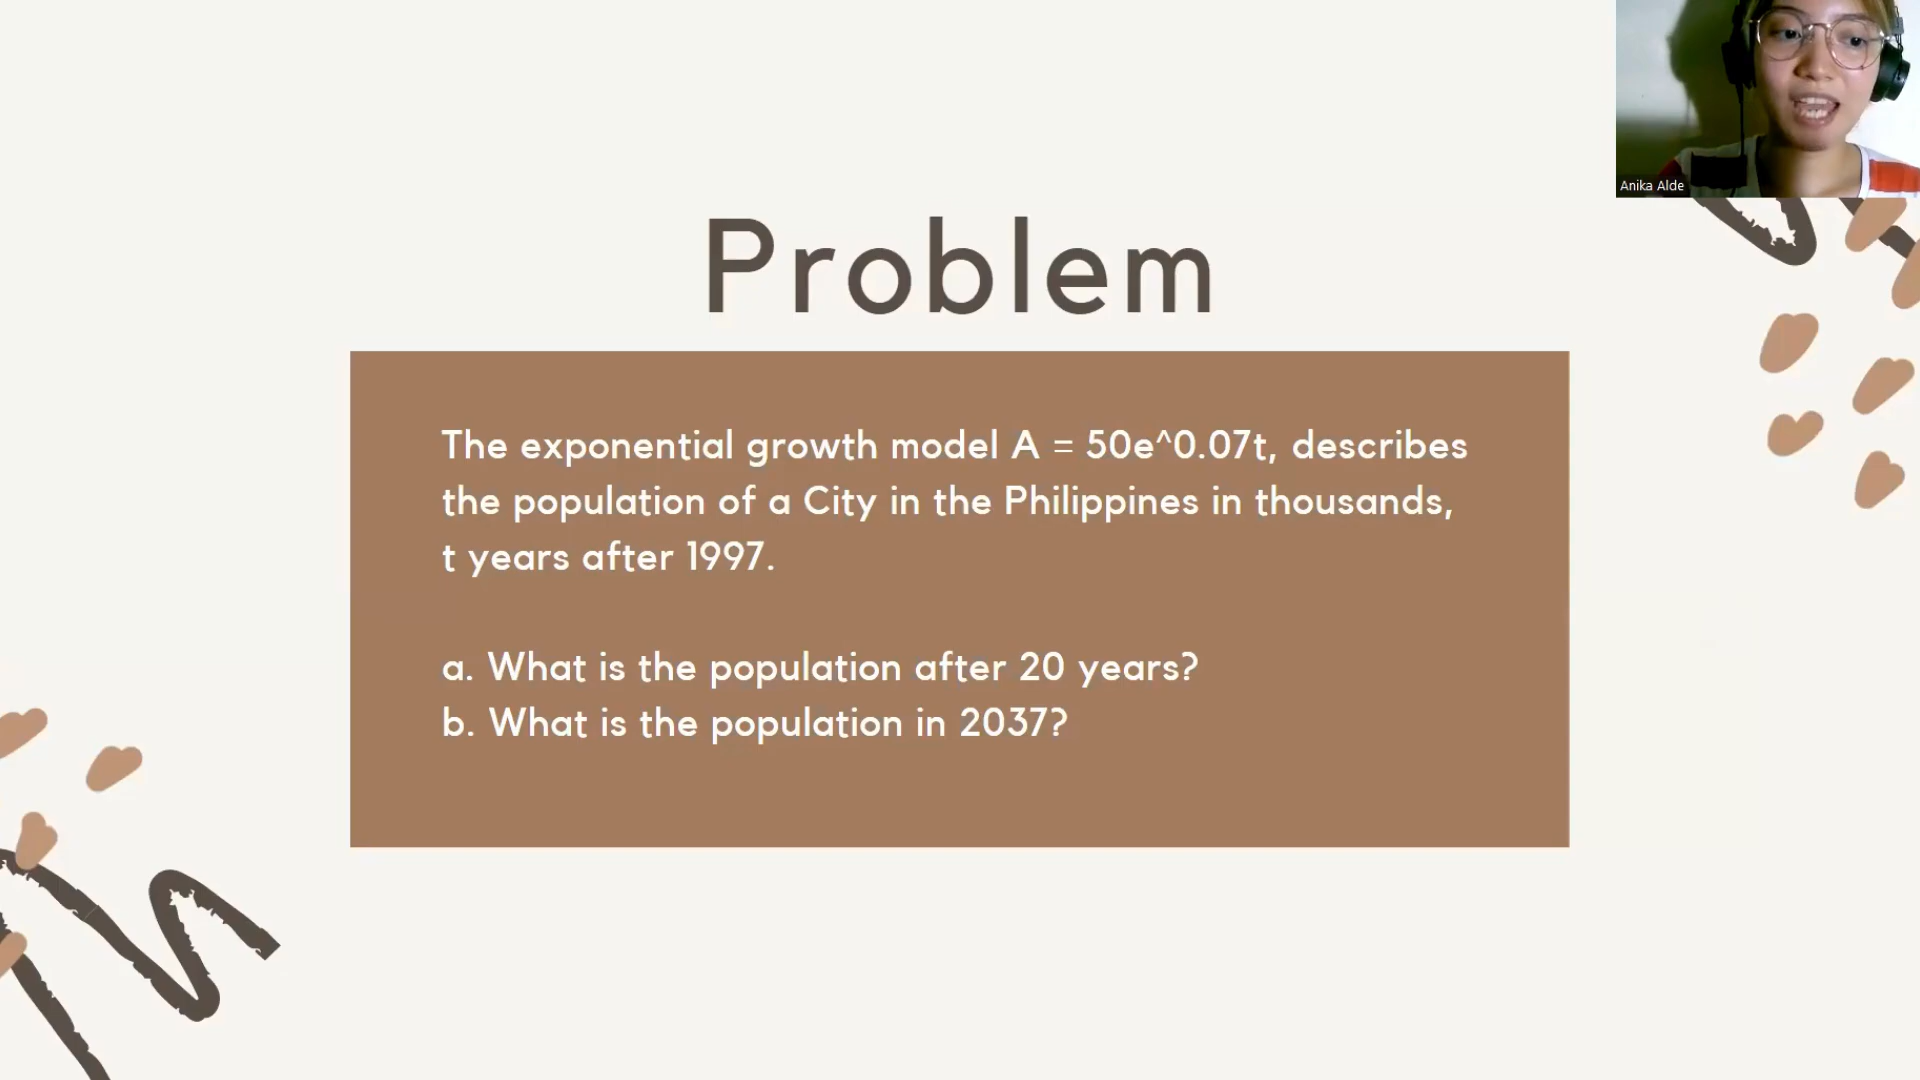 Anika Alde
Problem
The exponential growth model A = 50e^0.07t, describes
the population of a City in the Philippines in thousands,
t years after 1997.
a. What is the population after 20 years?
b. What is the population in 2037?